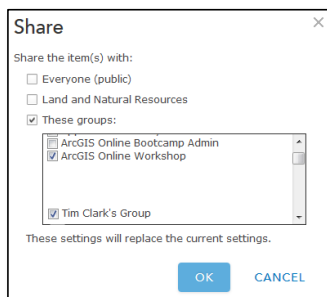 Share
Share the item(s) with:
Everyone (public)
Land and Natural Resources
These groups:
ArcGIS Online Bootcamp Admin
ArcGIS Online Workshop
Tim Clark's Group
These settings will replace the current settings.
OK CANCEL